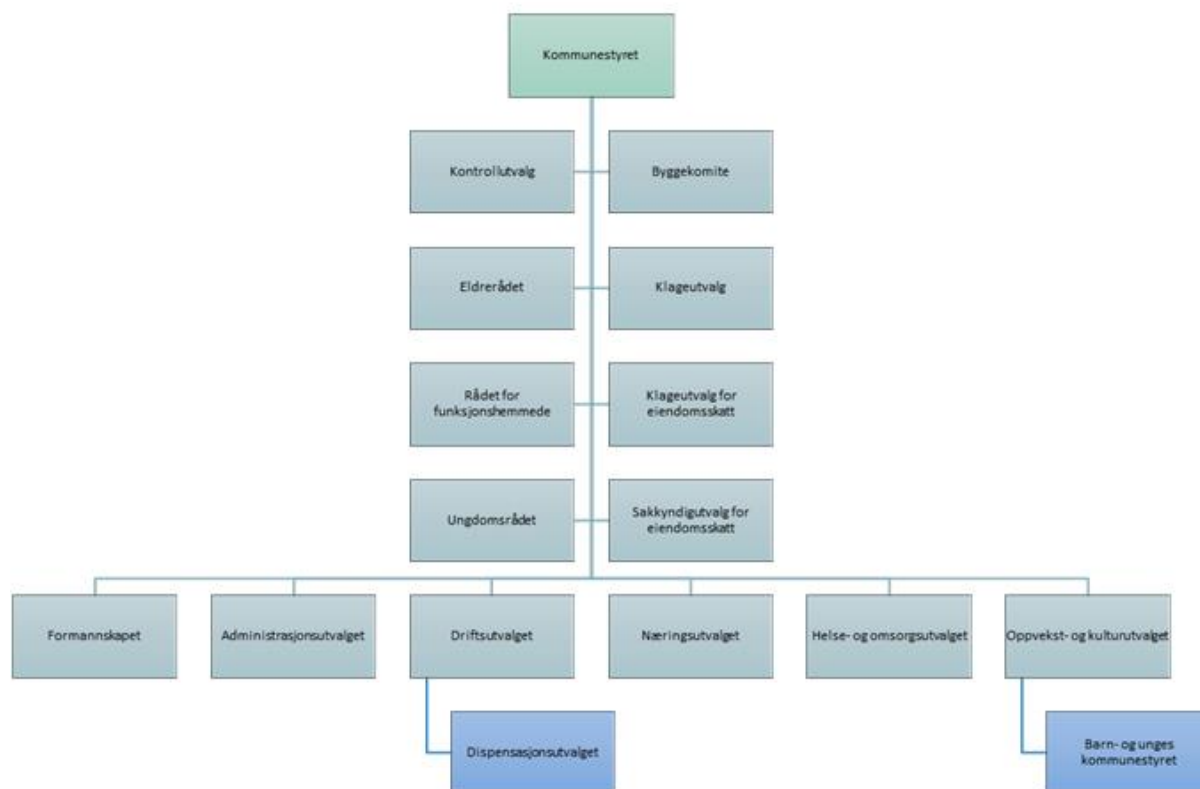 Kommunestyret
Kontrollutvalg
Byggekomite
Eldrerådet
Klageutvalg
Rådet for
funksjonshemmede
Klageutvalg for
eiendomsskatt
Ungdomsrådet
Sakkyndigutvalg for
eiendomsskatt
Formannskapet
Administrasjonsutvalget
Driftsutvalget
Næringsutvalget
Helse- og omsorgsutvalget
Oppvekst- og kulturutvalget
Dispensasjonsutvalget
Barn- og unges
kommunestyret